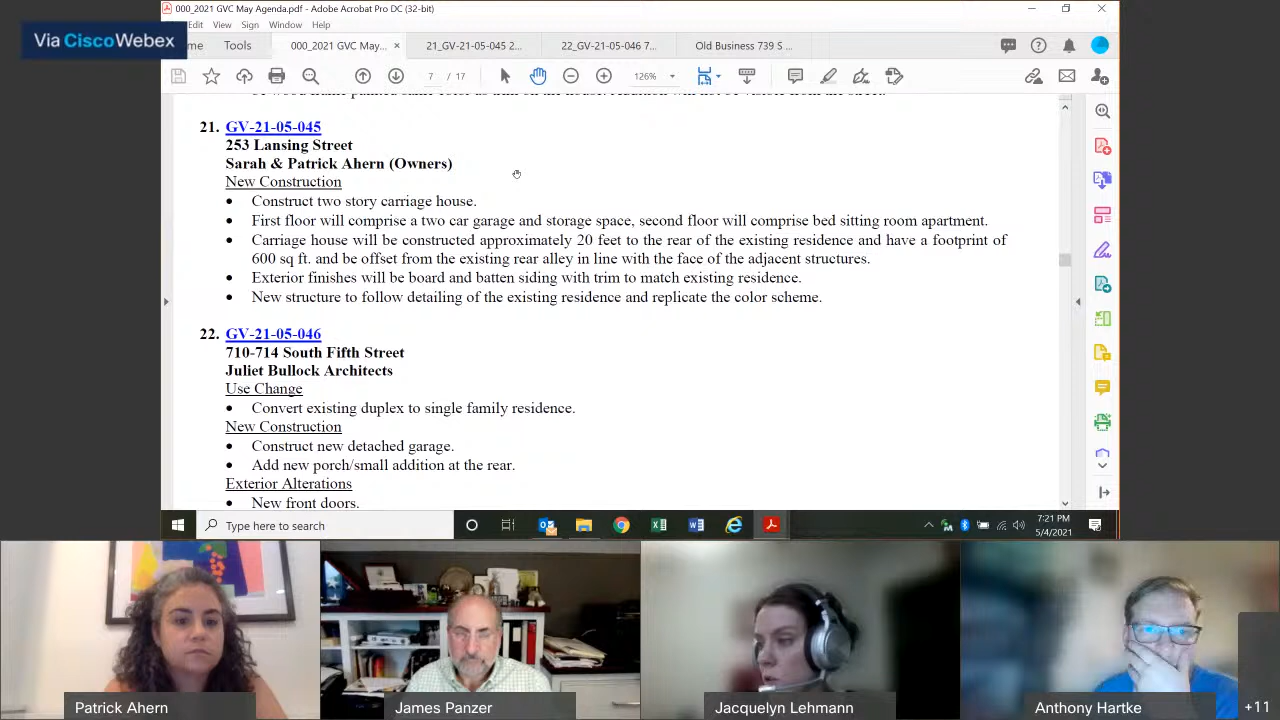 Via CiscoWebex
000_2021 GVC May Agenda.pdf - Adobe Acrobat Pro DC (32-bit)
Edit View Sign Window Help
me Tools 000_2021 GVC May... × 21_GV-21-05-045 2... 22_GV-21-05-046 7... Old Business 739 S ...
7 / 17 126%
21. GV-21-05-045
253 Lansing Street
Sarah & Patrick Ahern (Owners)
New Construction
• Construct two story carriage house.
• First floor will comprise two car garage and storage space, second floor will comprise bed sitting room apartment.
• Carriage house will be constructed approximately 20 feet to the rear of the existing residence and have a footprint of
600 sq ft. and be offset from the existing rear alley in line with the face of the adjacent structures.
• Exterior finishes will be board and batten siding with trim to match existing residence.
• New structure to follow detailing of the existing residence and replicate the color scheme.
22. GV-21-05-046
710-714 South Fifth Street
Juliet Bullock Architects
Use Change
• Convert existing duplex to single family residence.
New Construction
• Construct new detached garage.
• Add new porch/small addition at the rear.
Exterior Alterations
• New front doors.
Type here to search
7:21 PM
5/4/2021
Patrick Ahern
James Panzer
Jacquelyn Lehmann
Anthony Hartke
+11